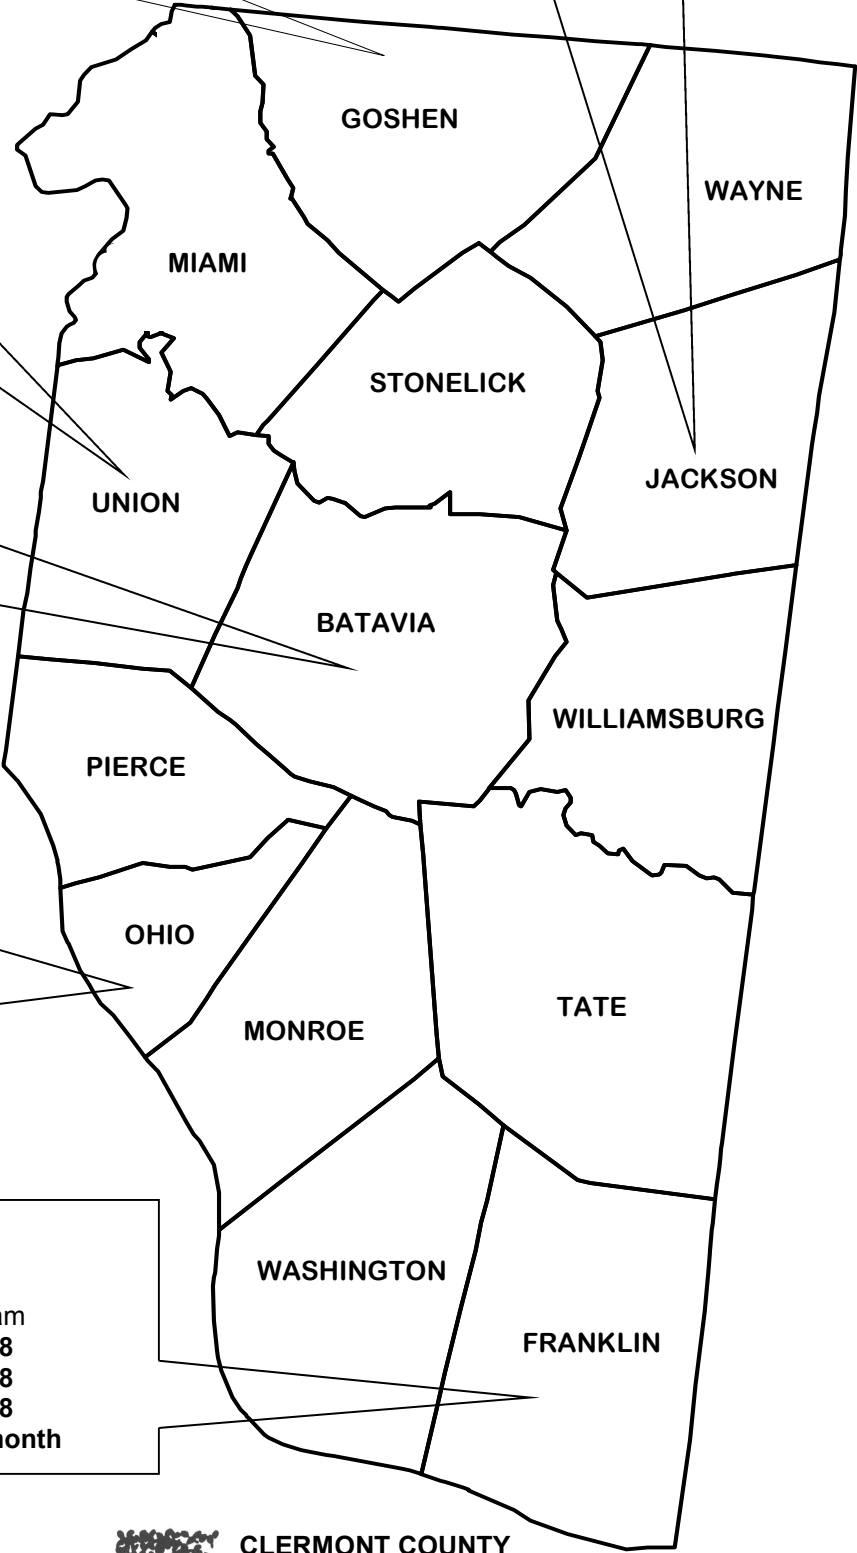 GOSHEN
WAYNE
MIAMI
STONELICK
JACKSON
UNION
BATAVIA
WILLIAMSBURG
PIERCE
OHIO
TATE
MONROE
WASHINGTON
am
8
FRANKLIN
8
8
month
CLERMONT COUNTY